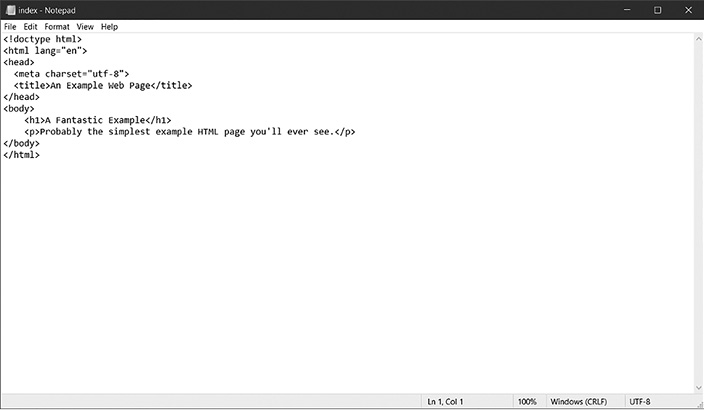 index - Notepad
File Edit Format View Help
<!doctype html>
<html lang="en">
<head>
  <meta charset="utf-8">
  <title>An Example Web Page</title>
</head>
<body>
    <h1>A Fantastic Example</h1>
    <p>Probably the simplest example HTML page you'll ever see.</p>
</body>
</html>
Ln 1, Col 1 100% Windows (CRLF) UTF-8